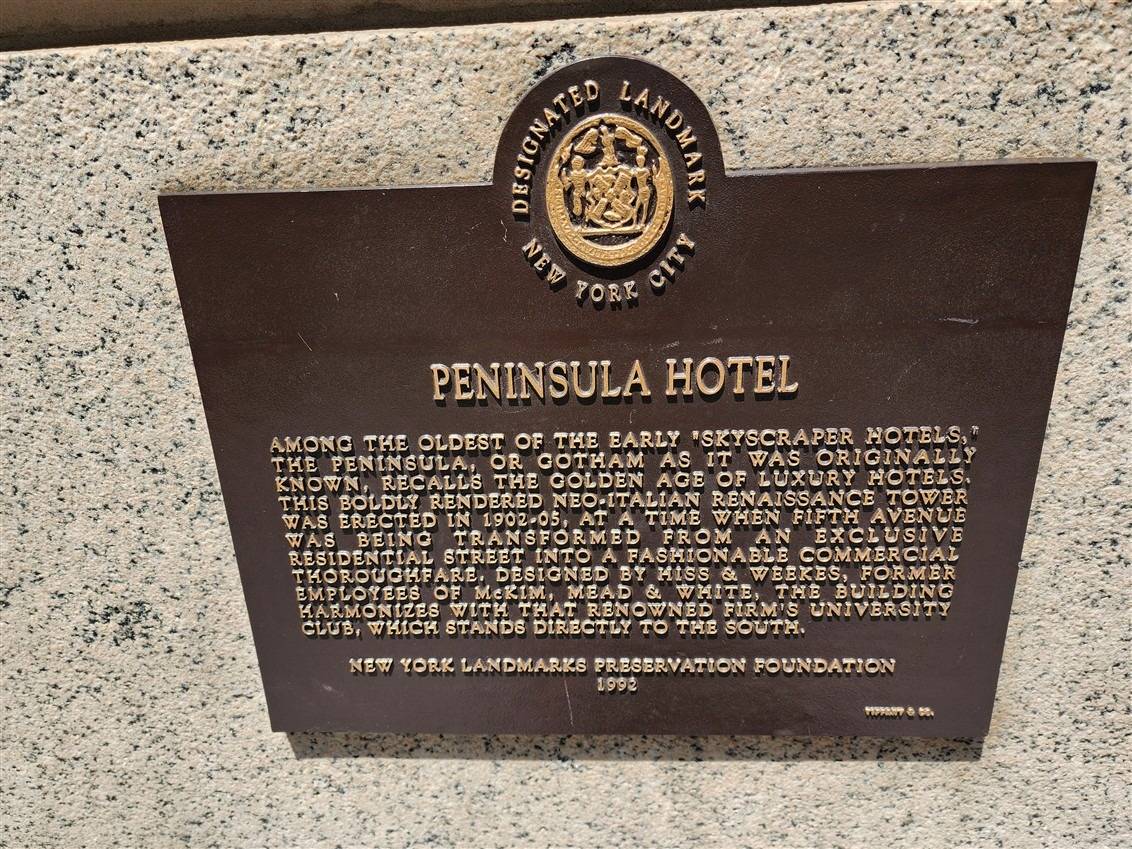 DESIGNATED LANDMARK
NEW YORK CITY
PENINSULA HOTEL
AMONG THE OLDEST OF THE EARLY "SKYSCRAPER HOTELS,"
THE PENINSULA, OR GOTHAM AS IT WAS ORIGINALLY
KNOWN, RECALLS THE GOLDEN AGE OF LUXURY HOTELS.
THIS BOLDLY RENDERED NEO-ITALIAN RENAISSANCE TOWER
WAS ERECTED IN 1902-05, AT A TIME WHEN FIFTH AVENUE
WAS BEING TRANSFORMED FROM AN EXCLUSIVE
RESIDENTIAL STREET INTO A FASHIONABLE COMMERCIAL
THOROUGHFARE. DESIGNED BY HISS & WEEKES, FORMER
EMPLOYEES OF McKIM, MEAD & WHITE, THE BUILDING
HARMONIZES WITH THAT RENOWNED FIRM'S UNIVERSITY
CLUB, WHICH STANDS DIRECTLY TO THE SOUTH.
NEW YORK LANDMARKS PRESERVATION FOUNDATION
1992
TIFFANY & CO.